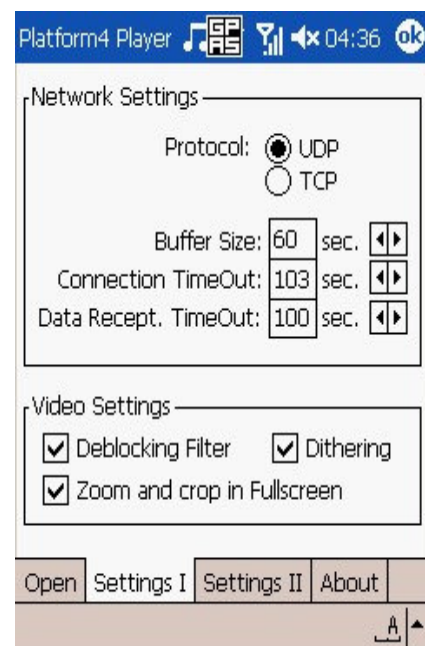 Platform4 Player GPRS 04:36 ok
Network Settings
Protocol: UDP
TCP
Buffer Size: 60 sec.
Connection TimeOut: 103 sec.
Data Recept. TimeOut: 100 sec.
Video Settings
Deblocking Filter Dithering
Zoom and crop in Fullscreen
Open Settings I Settings II About
A